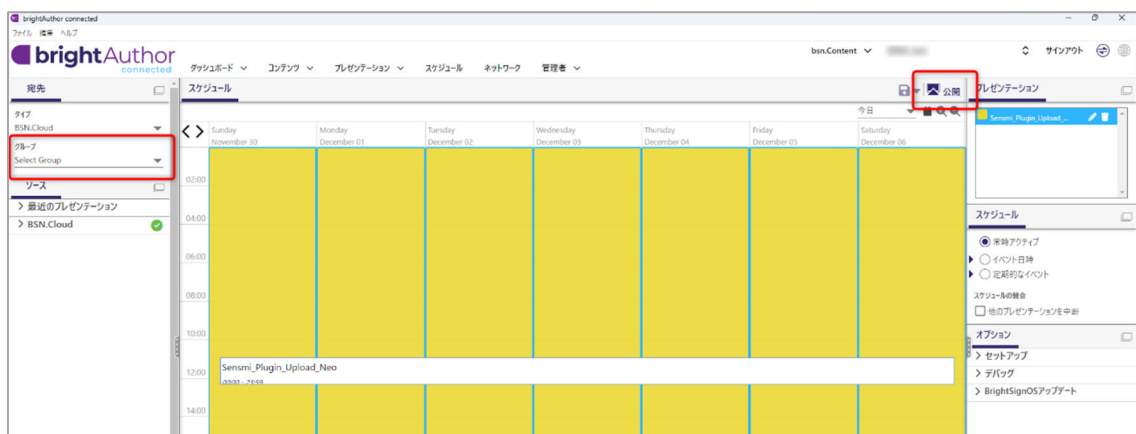 brightAuthor connected
ファイル 編集 ヘルプ
brightAuthor
connected
ダッシュボード コンテンツ プレゼンテーション スケジュール ネットワーク 管理者
bsn.Content
サインアウト
宛先
タイプ
BSN.Cloud
グループ
Select Group
ソース
最近のプレゼンテーション
BSN.Cloud
スケジュール
公開
今日
Sunday
November 30
Monday
December 01
Tuesday
December 02
Wednesday
December 03
Thursday
December 04
Friday
December 05
Saturday
December 06
02:00
04:00
06:00
08:00
10:00
12:00
14:00
Sensmi_Plugin_Upload_Neo
00:00 - 23:59
プレゼンテーション
Sensmi_Plugin_Upload_...
スケジュール
常時アクティブ
イベント日時
定期的なイベント
スケジュールの競合
他のプレゼンテーションを中断
オプション
セットアップ
デバッグ
BrightSignOSアップデート